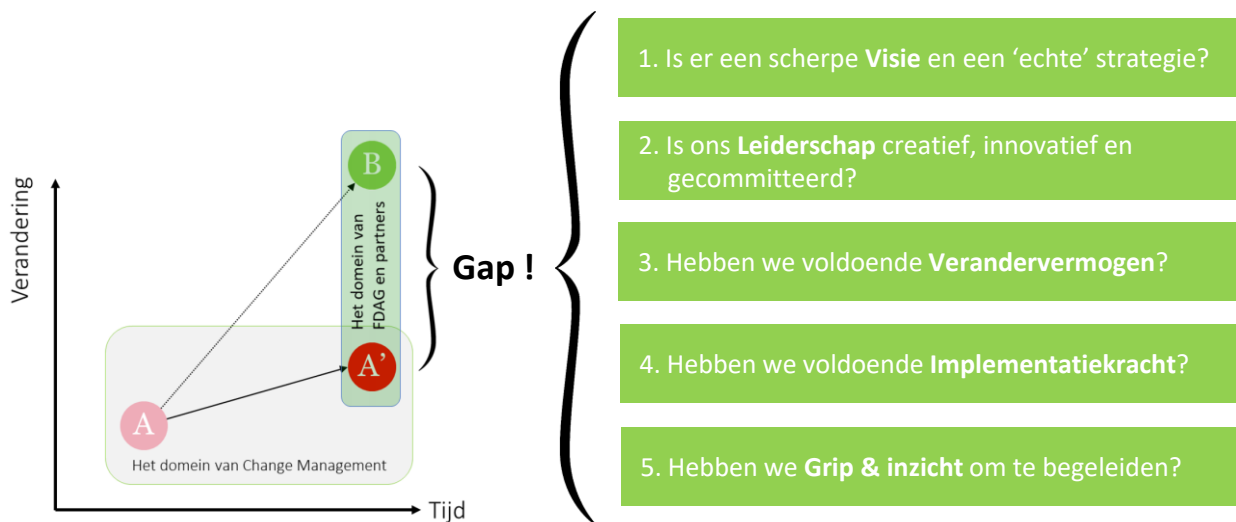 Verandering
Tijd
A
A’
B
Het domein van
FDAG en partners
Het domein van Change Management
Gap !
1. Is er een scherpe Visie en een ‘echte’ strategie?
2. Is ons Leiderschap creatief, innovatief en
gecommitteerd?
3. Hebben we voldoende Verandervermogen?
4. Hebben we voldoende Implementatiekracht?
5. Hebben we Grip & inzicht om te begeleiden?